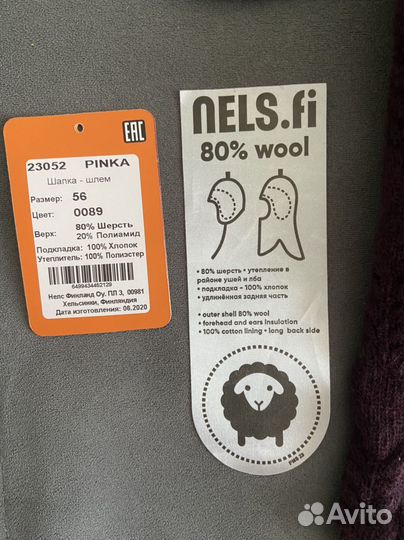 EAC
23052 PINKA
Шапка - шлем
Размер: 56
Цвет: 0089
Верх: 80% Шерсть
20% Полиамид
Подкладка: 100% Хлопок
Утеплитель: 100% Полиэстер
6499434462129
Нелс Финланд Оу. ПЛ 3, 00981
Хельсинки, Финляндия
Дата изготовления: 06.2020
nELS.fi
80% wool
• 80% шерсть • утепление в
районе ушей и лба
• подкладка - 100% хлопок
• удлинённая задняя часть
• outer shell 80% wool
• forehead and ears insulation
• 100% cotton lining • long back side
Avito